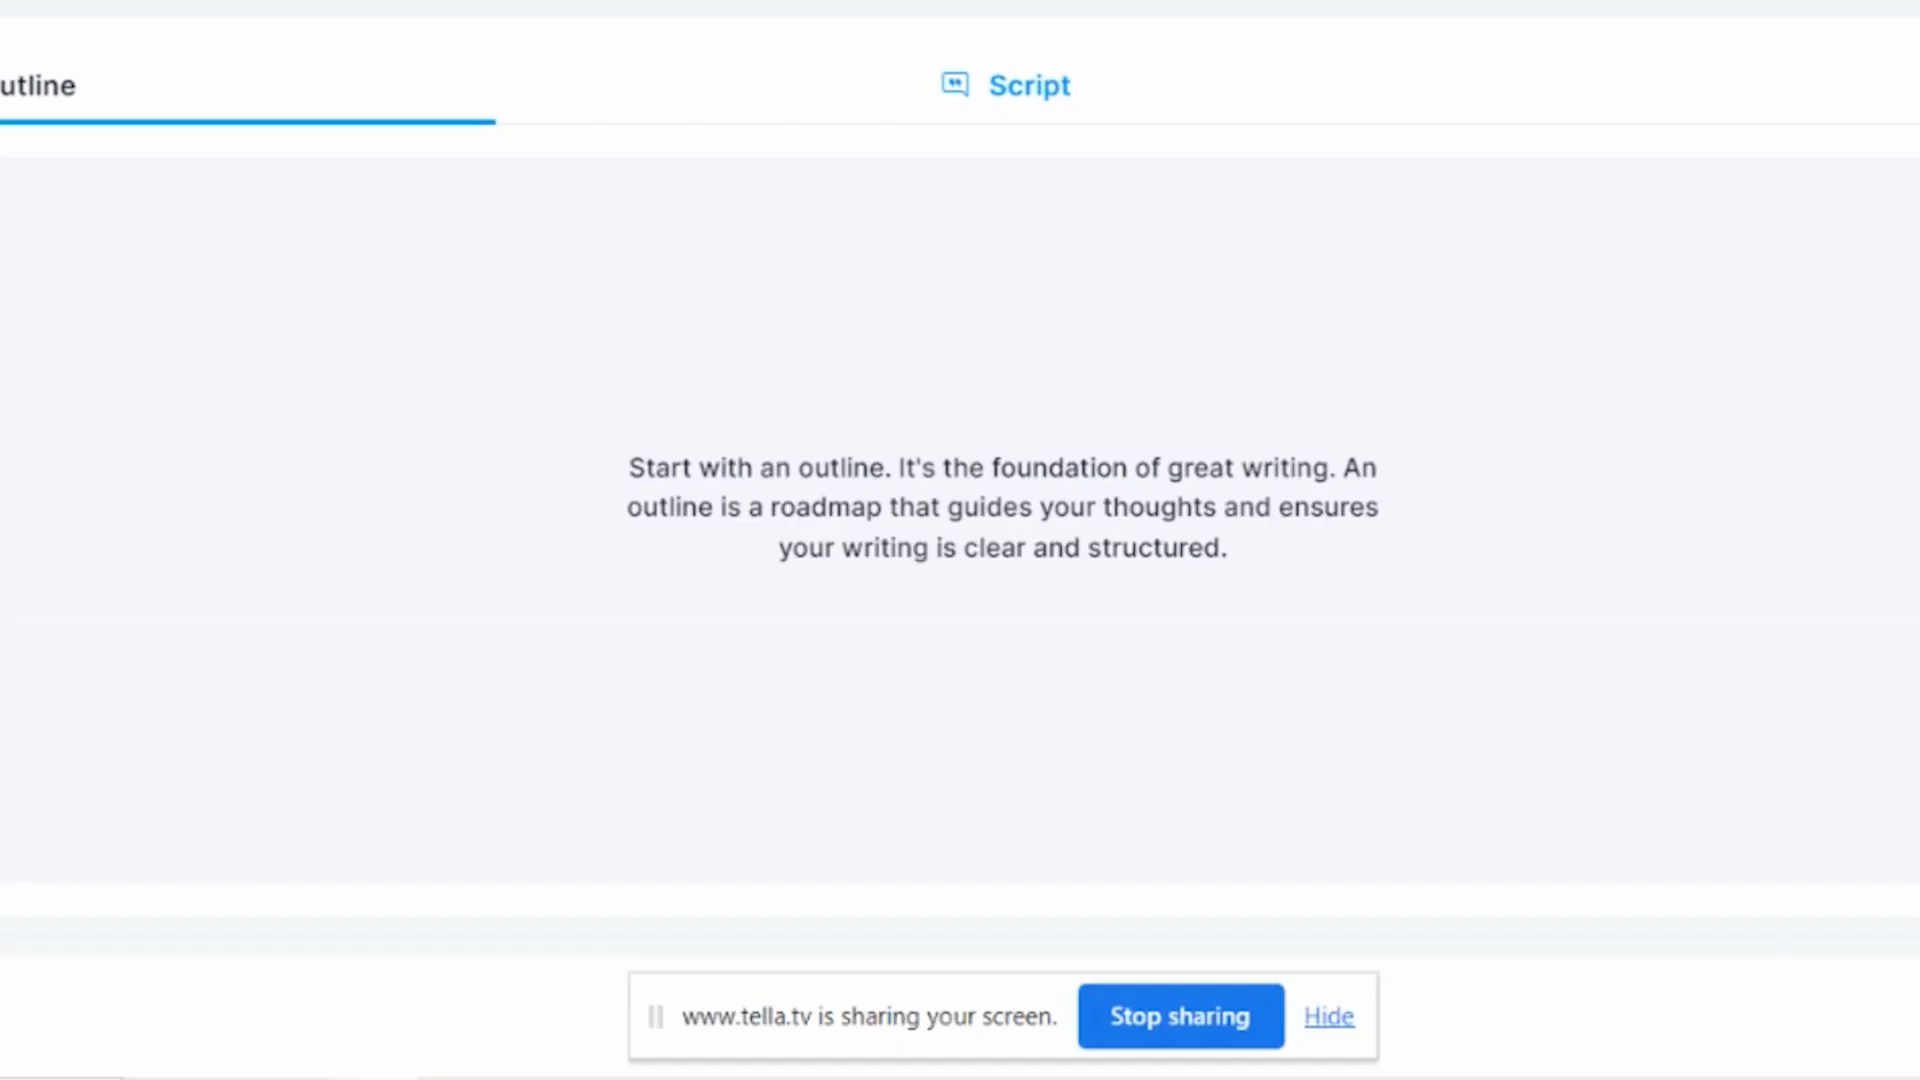 utline
Script
Start with an outline. It's the foundation of great writing. An
outline is a roadmap that guides your thoughts and ensures
your writing is clear and structured.
www.tella.tv is sharing your screen.
Stop sharing
Hide